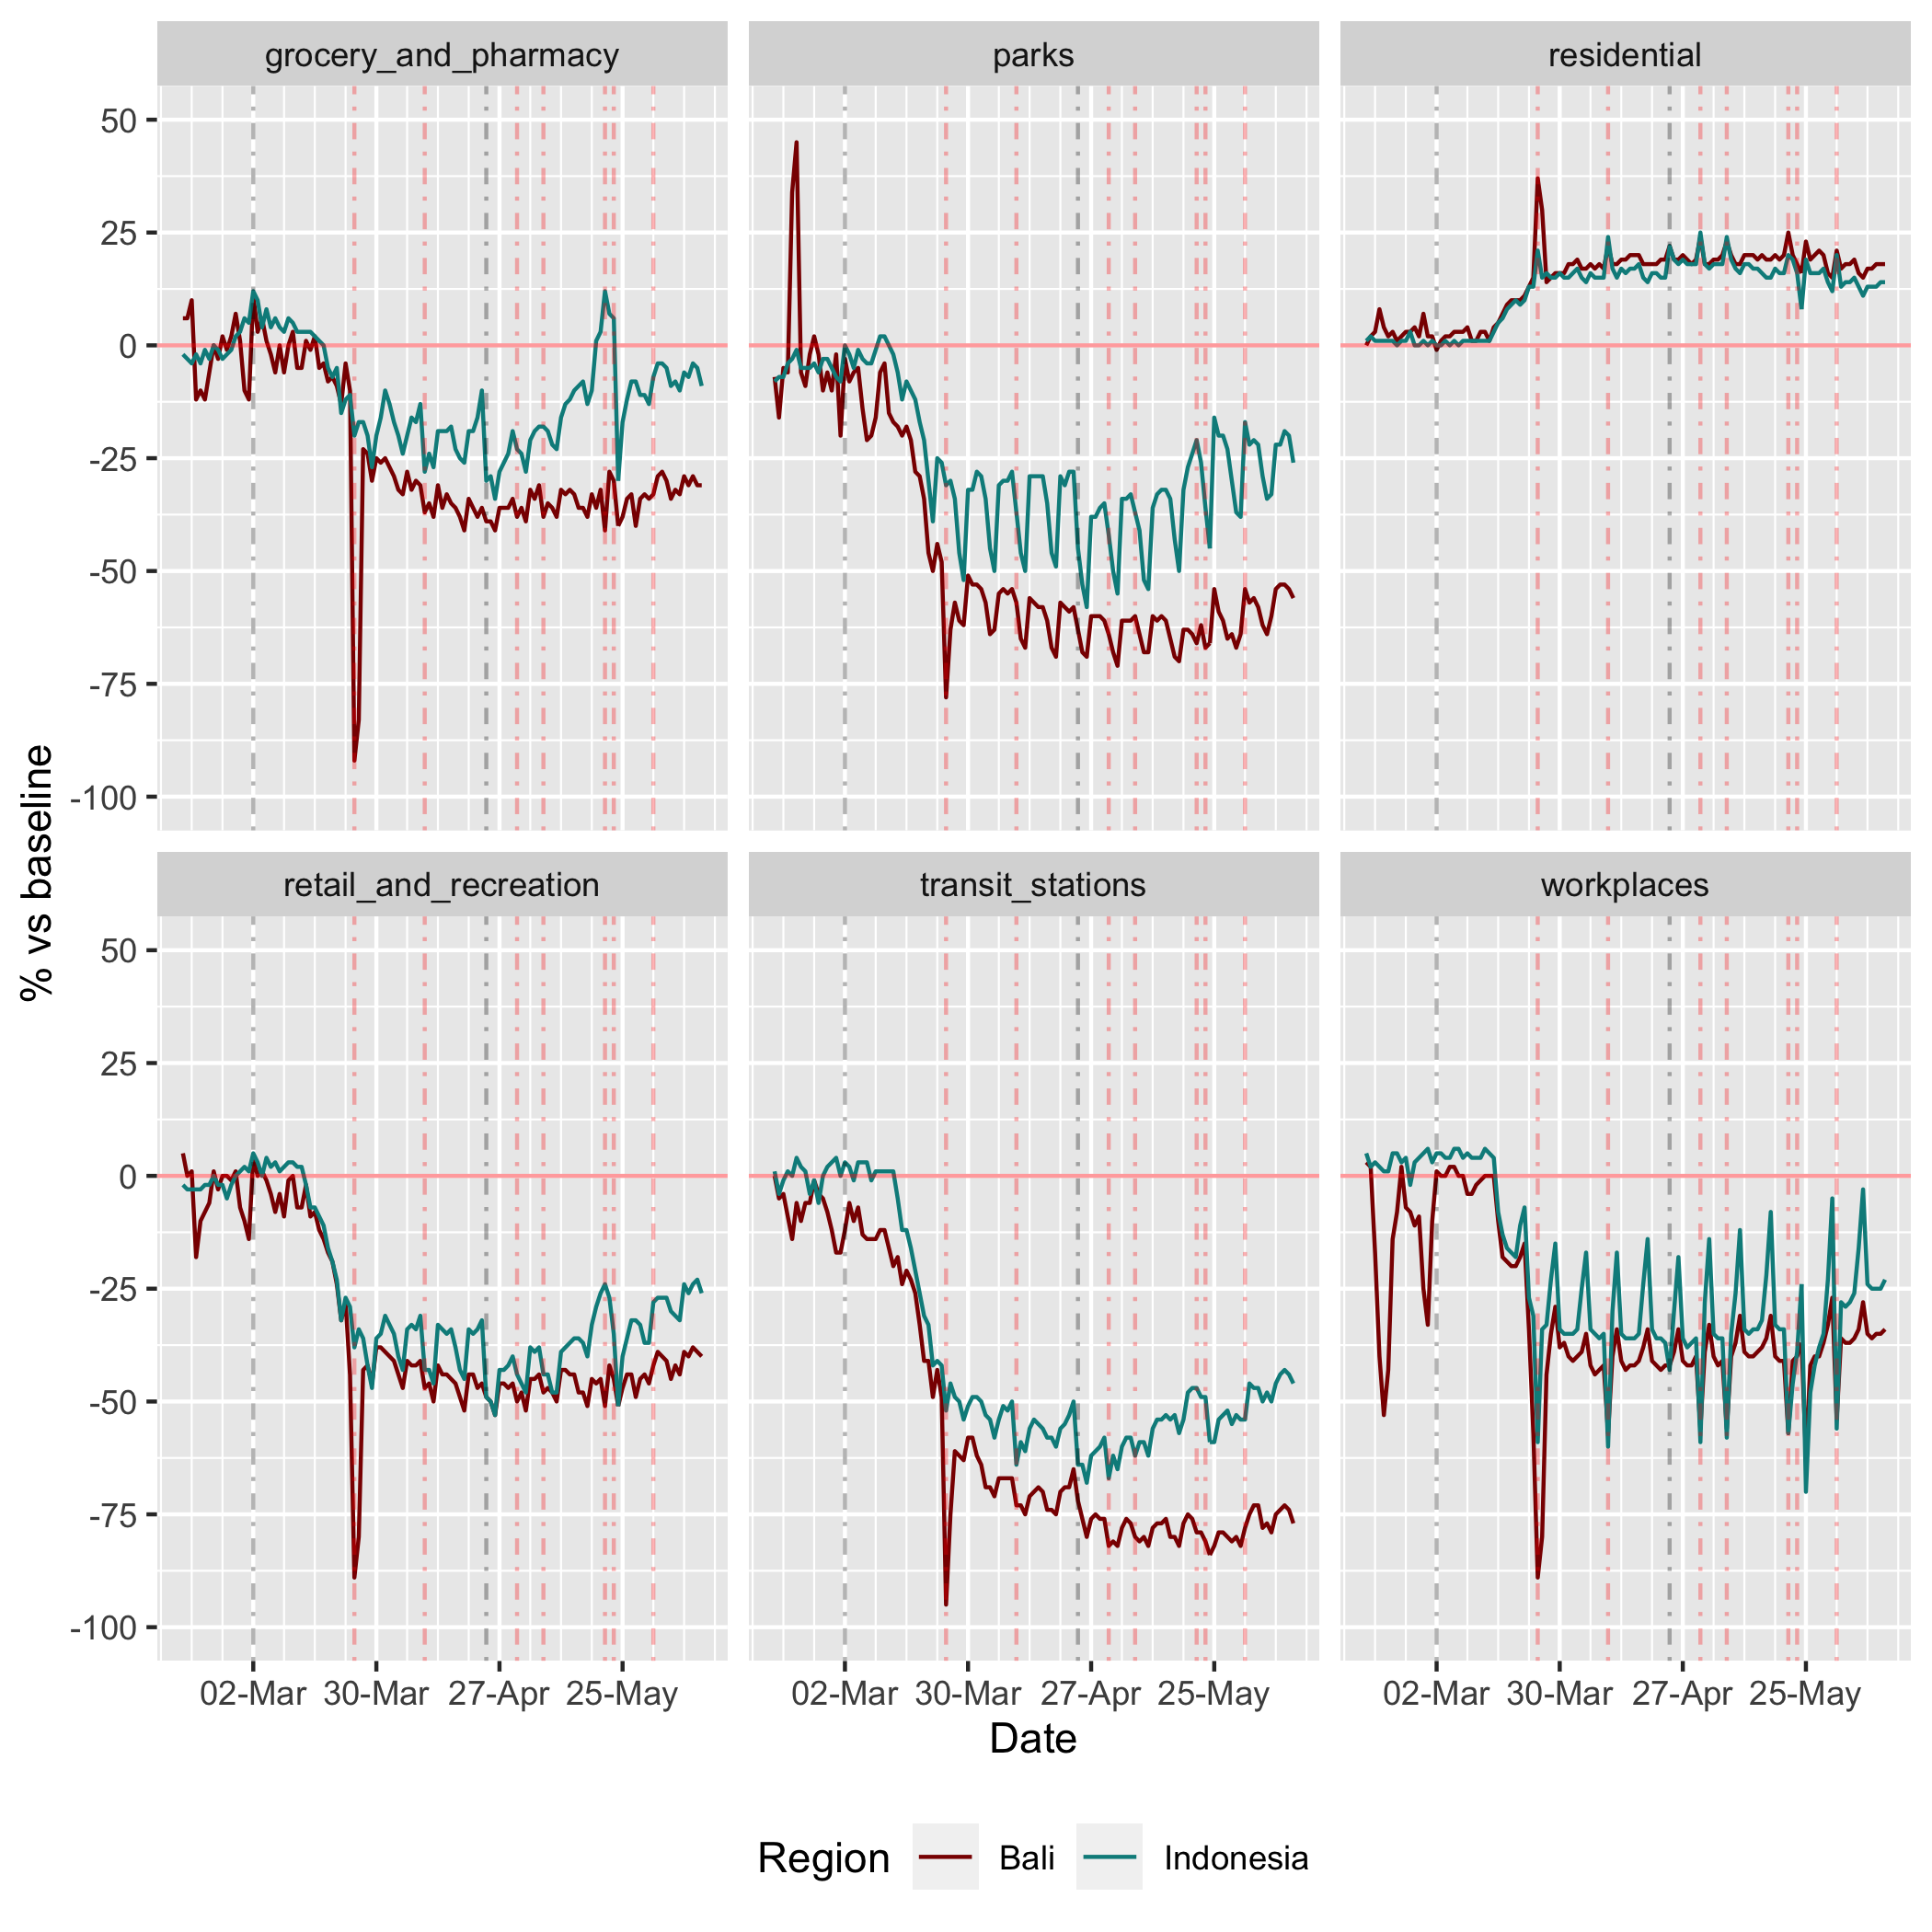 grocery_and_pharmacy
parks
residential
50
25
0
-25
-50
-75
-100
retail_and_recreation
transit_stations
workplaces
50
25
0
-25
-50
-75
-100
% vs baseline
02-Mar 30-Mar 27-Apr 25-May
02-Mar 30-Mar 27-Apr 25-May
02-Mar 30-Mar 27-Apr 25-May
Date
Region Bali Indonesia